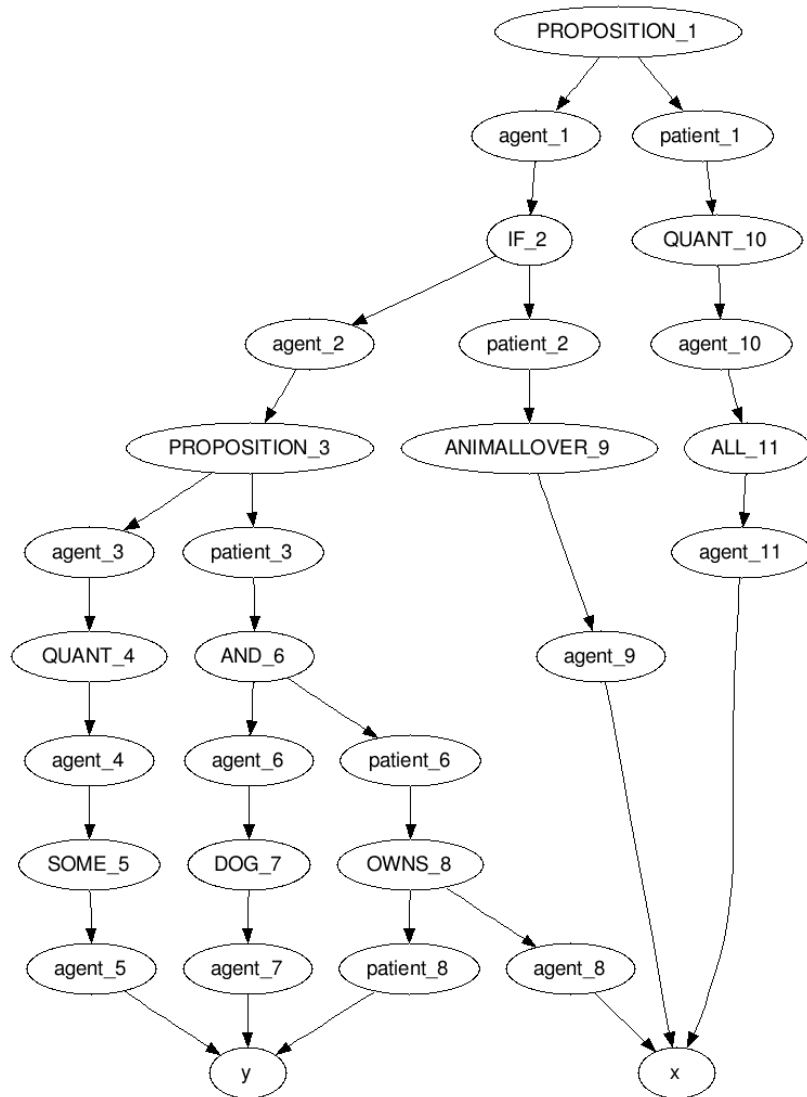 PROPOSITION_1
agent_1 patient_1
IF_2 QUANT_10
agent_2 patient_2 agent_10
PROPOSITION_3 ANIMALLOVER_9 ALL_11
agent_3 patient_3 agent_11
QUANT_4 AND_6 agent_9
agent_4 agent_6 patient_6
SOME_5 DOG_7 OWNS_8
agent_5 agent_7 patient_8 agent_8
y x